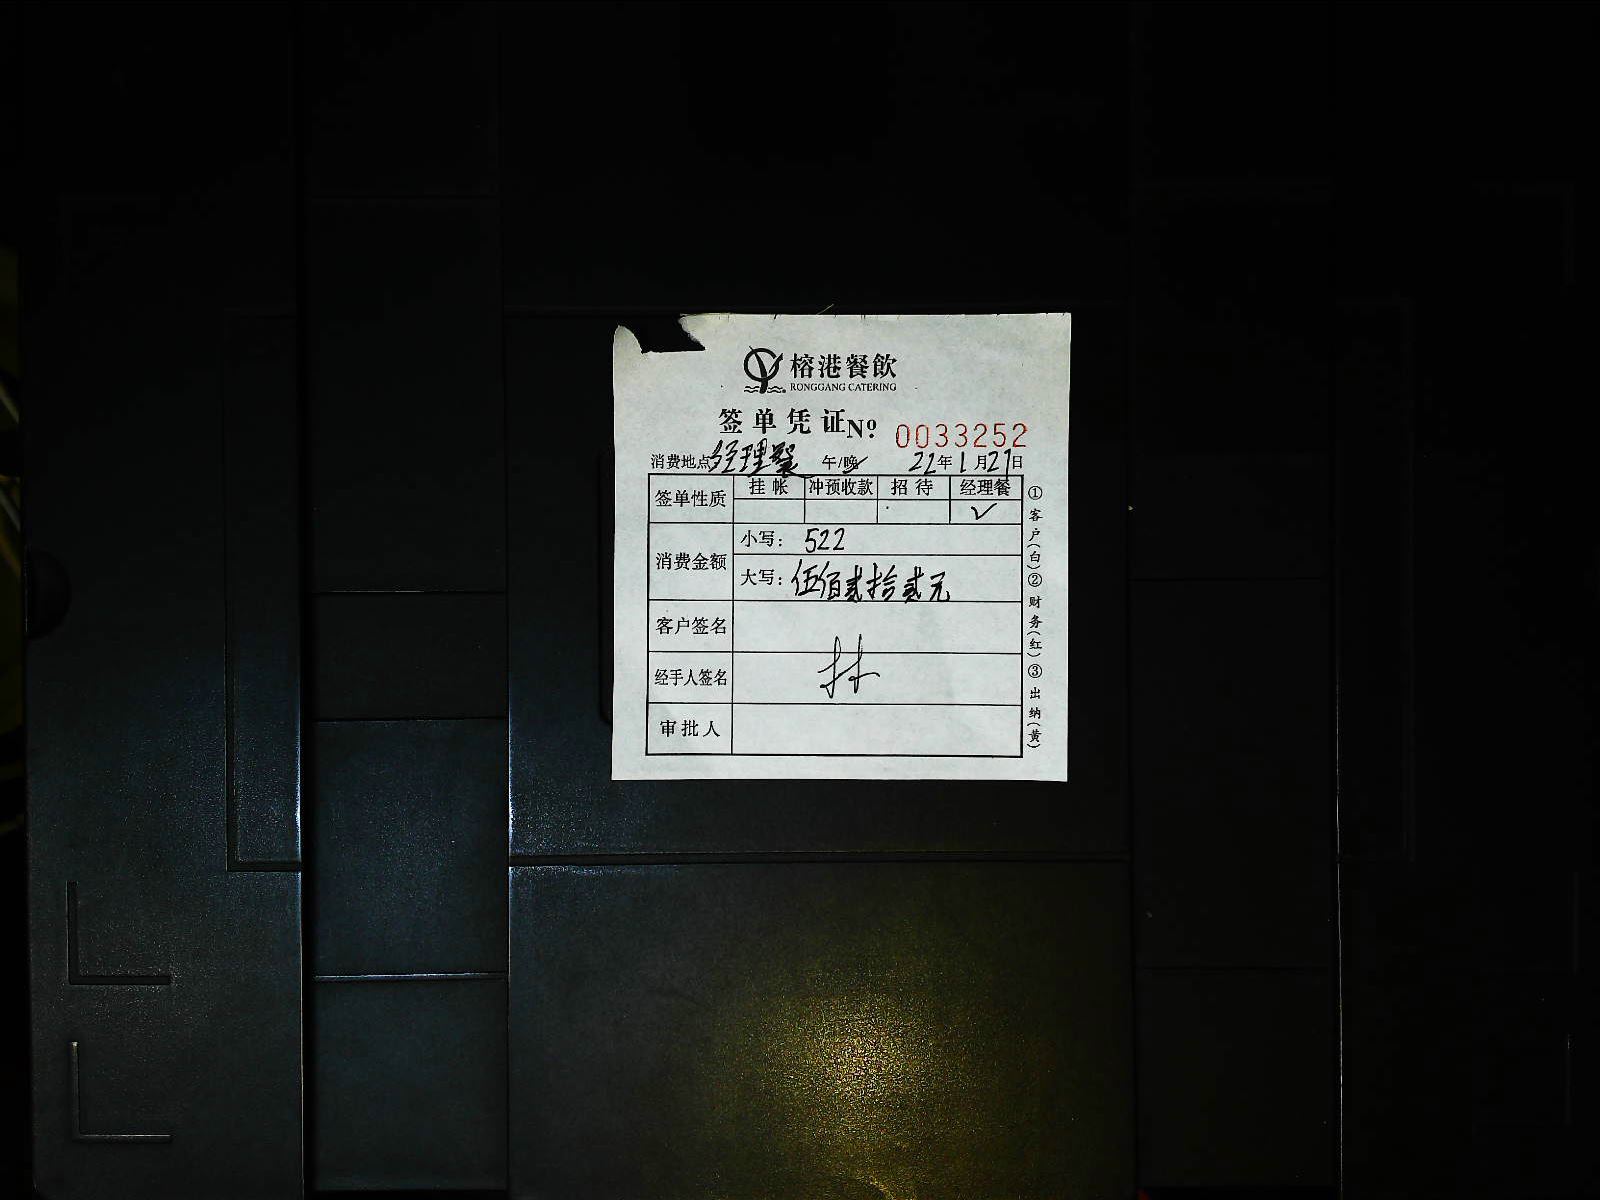 榕港餐飲
RONGGANG CATERING
签单凭证 Nº 0033252
消费地点 经理餐 午/晚 22年1月21日
签单性质 挂帐 冲预收款 招待 经理餐
✓
消费金额 小写: 522
大写: 伍佰贰拾贰元
客户签名
经手人签名
审批人
①客户(白)②财务(红)③出纳(黄)